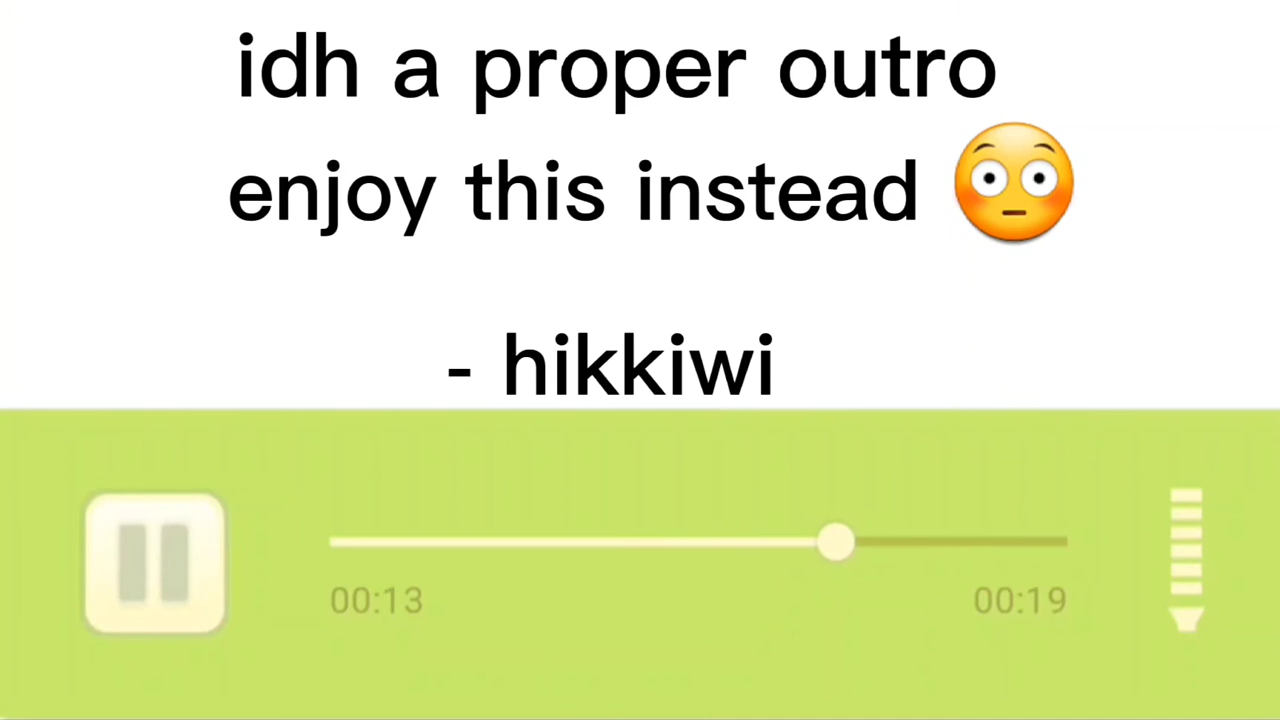 idh a proper outro
enjoy this instead 😳
- hikkiwi
00:13
00:19